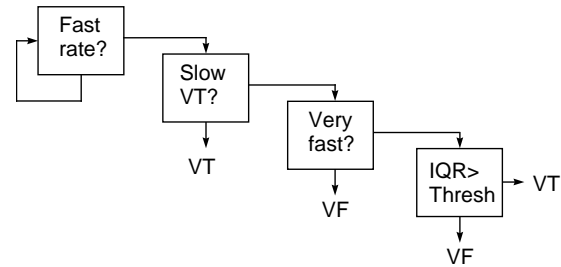 Fast
rate?
Slow
VT?
VT
Very
fast?
VF
IQR>
Thresh
VT
VF